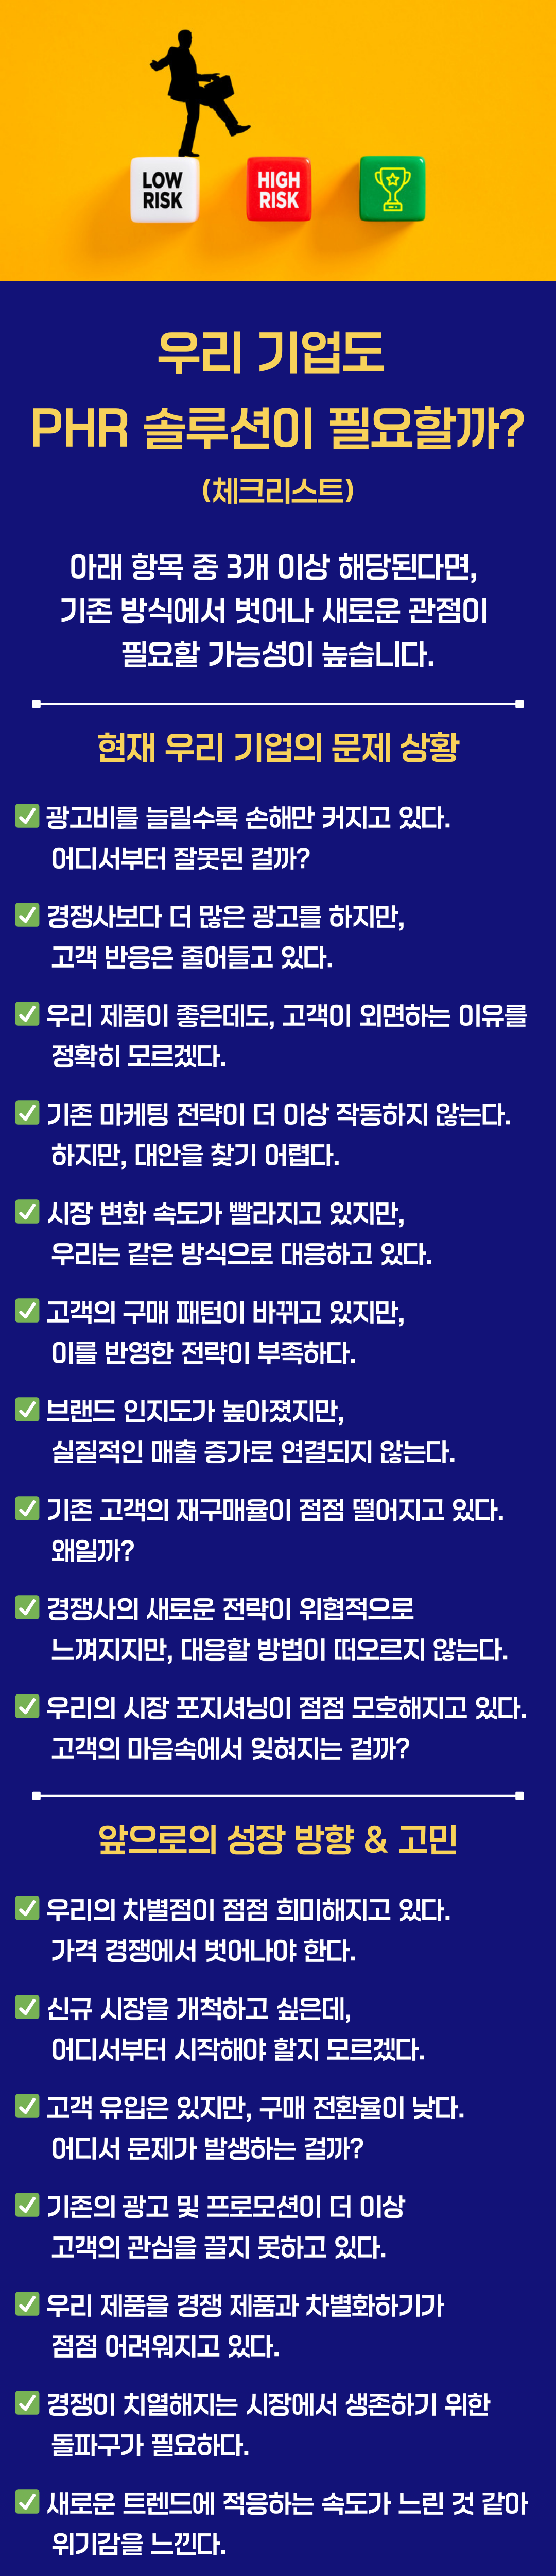 LOW
RISK
HIGH
RISK
우리 기업도
PHR 솔루션이 필요할까?
(체크리스트)
아래 항목 중 3개 이상 해당된다면,
기존 방식에서 벗어나 새로운 관점이
필요할 가능성이 높습니다.
현재 우리 기업의 문제 상황
✅ 광고비를 늘릴수록 손해만 커지고 있다.
어디서부터 잘못된 걸까?
✅ 경쟁사보다 더 많은 광고를 하지만,
고객 반응은 줄어들고 있다.
✅ 우리 제품이 좋은데도, 고객이 외면하는 이유를
정확히 모르겠다.
✅ 기존 마케팅 전략이 더 이상 작동하지 않는다.
하지만, 대안을 찾기 어렵다.
✅ 시장 변화 속도가 빨라지고 있지만,
우리는 같은 방식으로 대응하고 있다.
✅ 고객의 구매 패턴이 바뀌고 있지만,
이를 반영한 전략이 부족하다.
✅ 브랜드 인지도가 높아졌지만,
실질적인 매출 증가로 연결되지 않는다.
✅ 기존 고객의 재구매율이 점점 떨어지고 있다.
왜일까?
✅ 경쟁사의 새로운 전략이 위협적으로
느껴지지만, 대응할 방법이 떠오르지 않는다.
✅ 우리의 시장 포지셔닝이 점점 모호해지고 있다.
고객의 마음속에서 잊혀지는 걸까?
앞으로의 성장 방향 & 고민
✅ 우리의 차별점이 점점 희미해지고 있다.
가격 경쟁에서 벗어나야 한다.
✅ 신규 시장을 개척하고 싶은데,
어디서부터 시작해야 할지 모르겠다.
✅ 고객 유입은 있지만, 구매 전환율이 낮다.
어디서 문제가 발생하는 걸까?
✅ 기존의 광고 및 프로모션이 더 이상
고객의 관심을 끌지 못하고 있다.
✅ 우리 제품을 경쟁 제품과 차별화하기가
점점 어려워지고 있다.
✅ 경쟁이 치열해지는 시장에서 생존하기 위한
돌파구가 필요하다.
✅ 새로운 트렌드에 적응하는 속도가 느린 것 같아
위기감을 느낀다.